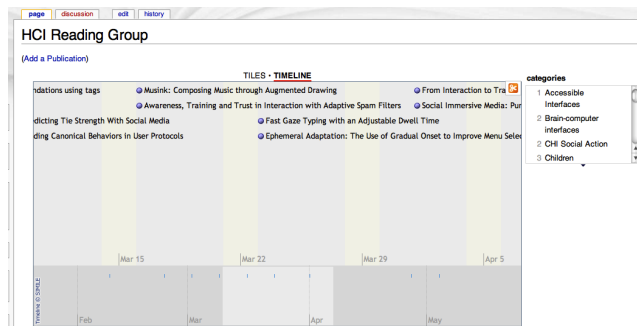 page discussion edit history
HCI Reading Group
(Add a Publication)
TILES • TIMELINE
ndations using tags Musink: Composing Music through Augmented Drawing From Interaction to Tra
Awareness, Training and Trust in Interaction with Adaptive Spam Filters Social Immersive Media: Pur
dicting Tie Strength With Social Media Fast Gaze Typing with an Adjustable Dwell Time
ding Canonical Behaviors in User Protocols Ephemeral Adaptation: The Use of Gradual Onset to Improve Menu Selec
Mar 15 Mar 22 Mar 29 Apr 5
Timeline © SIMILE
Feb Mar Apr May
categories
1 Accessible
Interfaces
2 Brain-computer
interfaces
2 CHI Social Action
3 Children